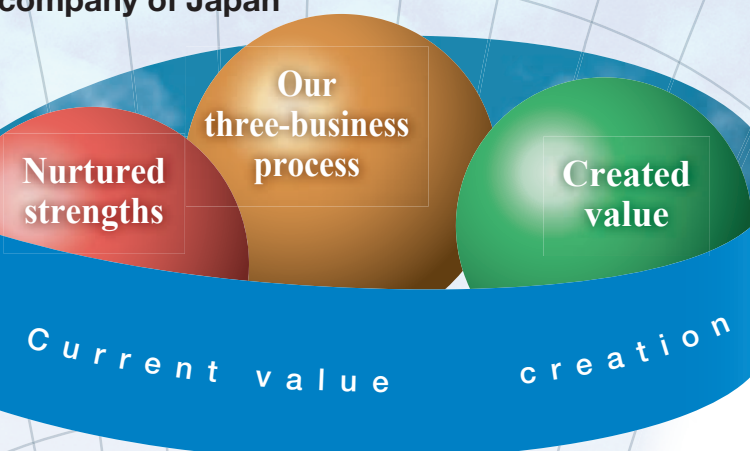 company of Japan
Our
three-business
process
Nurtured
strengths
Created
value
Current value creation